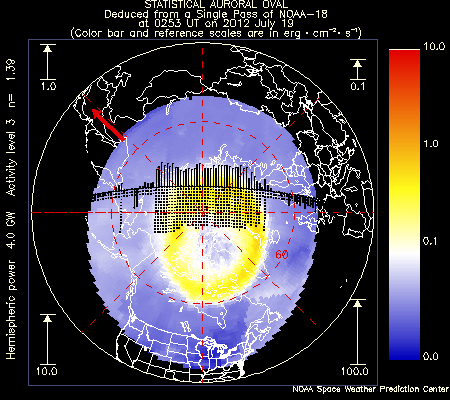 STATISTICAL AURORAL OVAL
Deduced from a Single Pass of NOAA-18
at 0253 UT on 2012 July 19
(Color bar and reference scales are in erg · cm⁻² · s⁻¹)
Hemispheric power 4.0 GW Activity level 3 n= 1.39
1.0
0.1
10.0
1.0
0.1
0.0
60
10.0
100.0
NOAA Space Weather Prediction Center